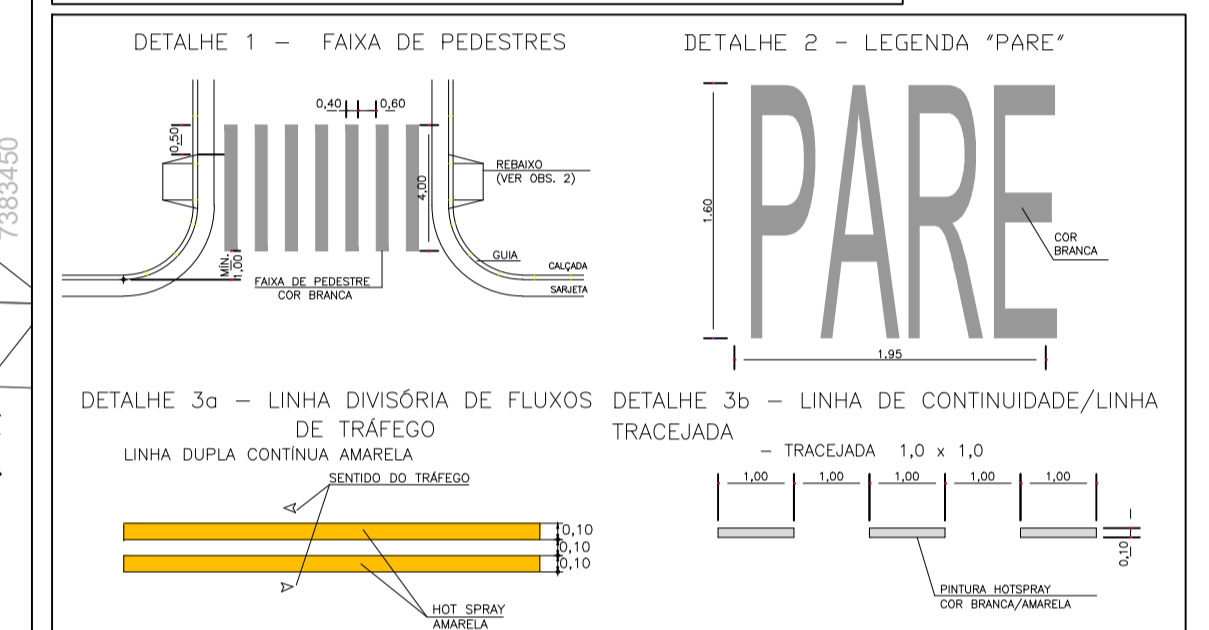 7383450
DETALHE 1 - FAIXA DE PEDESTRES
0,40
0,60
0,50
4,00
REBAIXO
(VER OBS. 2)
MÍN.
1,00
GUIA
CALÇADA
SARJETA
FAIXA DE PEDESTRE
COR BRANCA
DETALHE 2 - LEGENDA "PARE"
PARE
1.60
1.95
COR
BRANCA
DETALHE 3a - LINHA DIVISÓRIA DE FLUXOS
DE TRÁFEGO
LINHA DUPLA CONTÍNUA AMARELA
SENTIDO DO TRÁFEGO
0,10
0,10
0,10
HOT SPRAY
AMARELA
DETALHE 3b - LINHA DE CONTINUIDADE/LINHA
TRACEJADA
- TRACEJADA 1,0 x 1,0
1,00 1,00 1,00 1,00 1,00
0,10
PINTURA HOTSPRAY
COR BRANCA/AMARELA